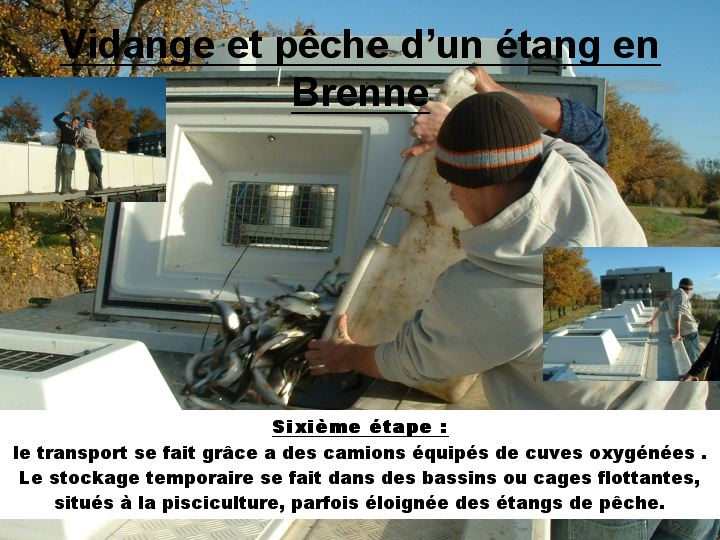 Vidange et pêche d'un étang en
Brenne
Sixième étape :
le transport se fait grâce a des camions équipés de cuves oxygénées .
Le stockage temporaire se fait dans des bassins ou cages flottantes,
situés à la pisciculture, parfois éloignée des étangs de pêche.